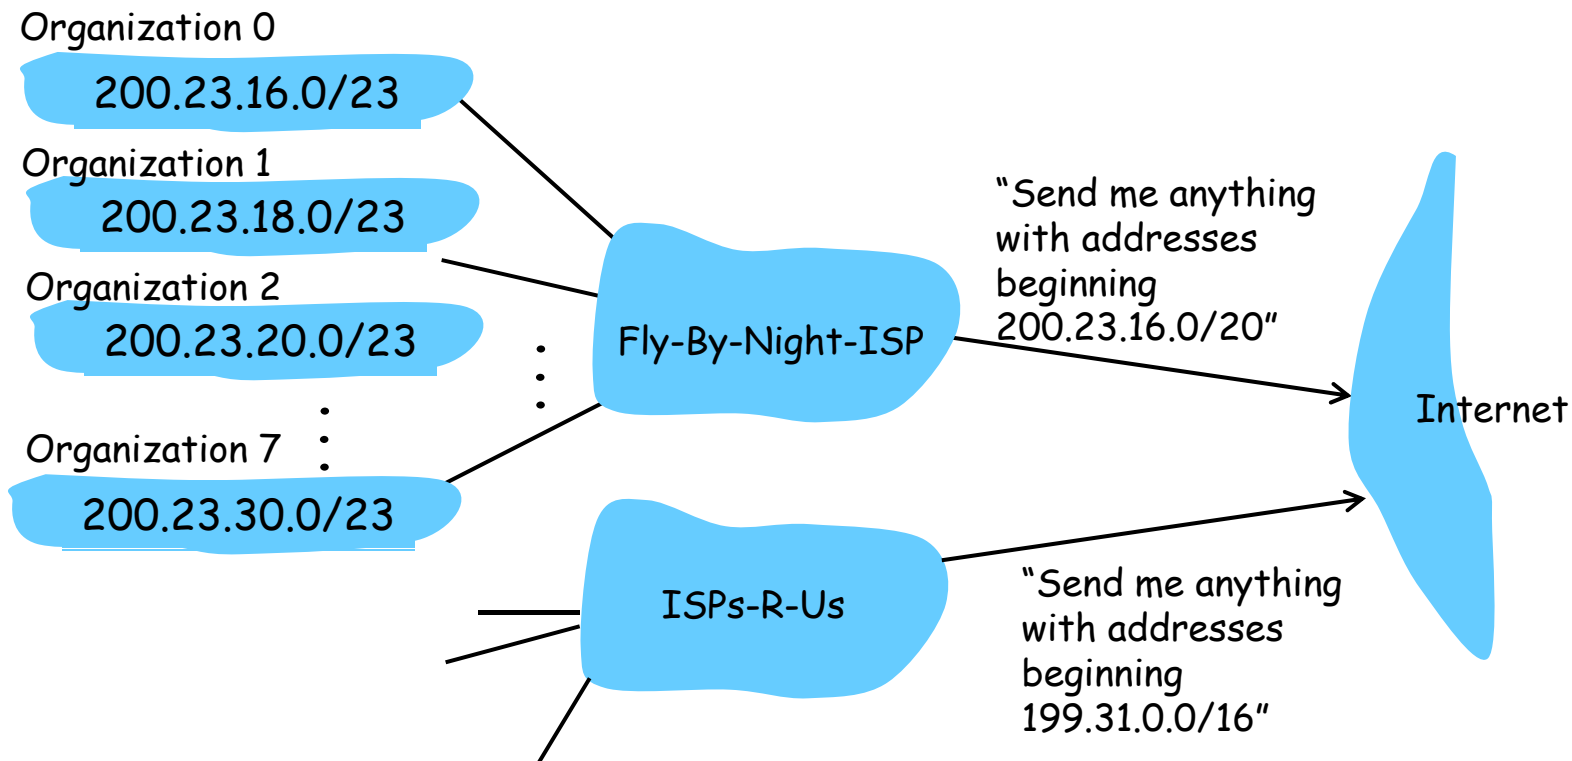 Organization 0
200.23.16.0/23
Organization 1
200.23.18.0/23
Organization 2
200.23.20.0/23
Organization 7
200.23.30.0/23
Fly-By-Night-ISP
“Send me anything
with addresses
beginning
200.23.16.0/20”
Internet
ISPs-R-Us
“Send me anything
with addresses
beginning
199.31.0.0/16”